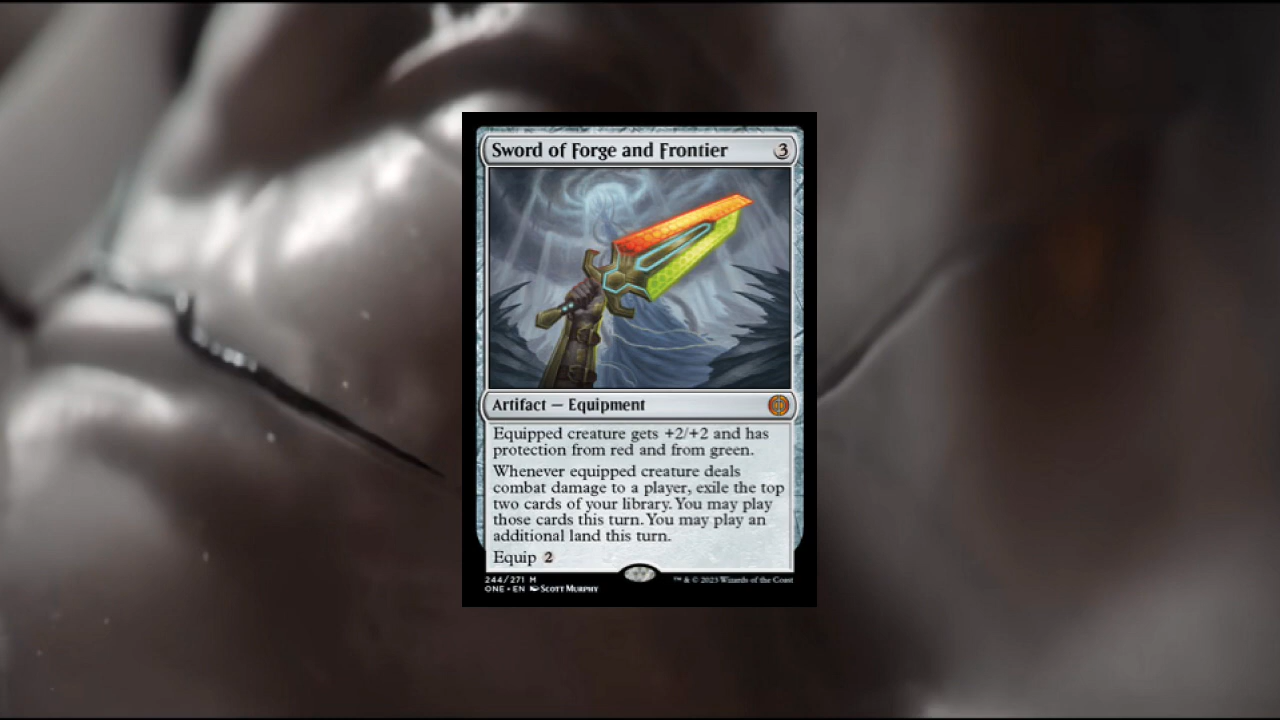 Sword of Forge and Frontier 3
Artifact — Equipment
Equipped creature gets +2/+2 and has
protection from red and from green.
Whenever equipped creature deals
combat damage to a player, exile the top
two cards of your library. You may play
those cards this turn. You may play an
additional land this turn.
Equip 2
244/271 M
ONE • EN Scott Murphy
™ & © 2023 Wizards of the Coast